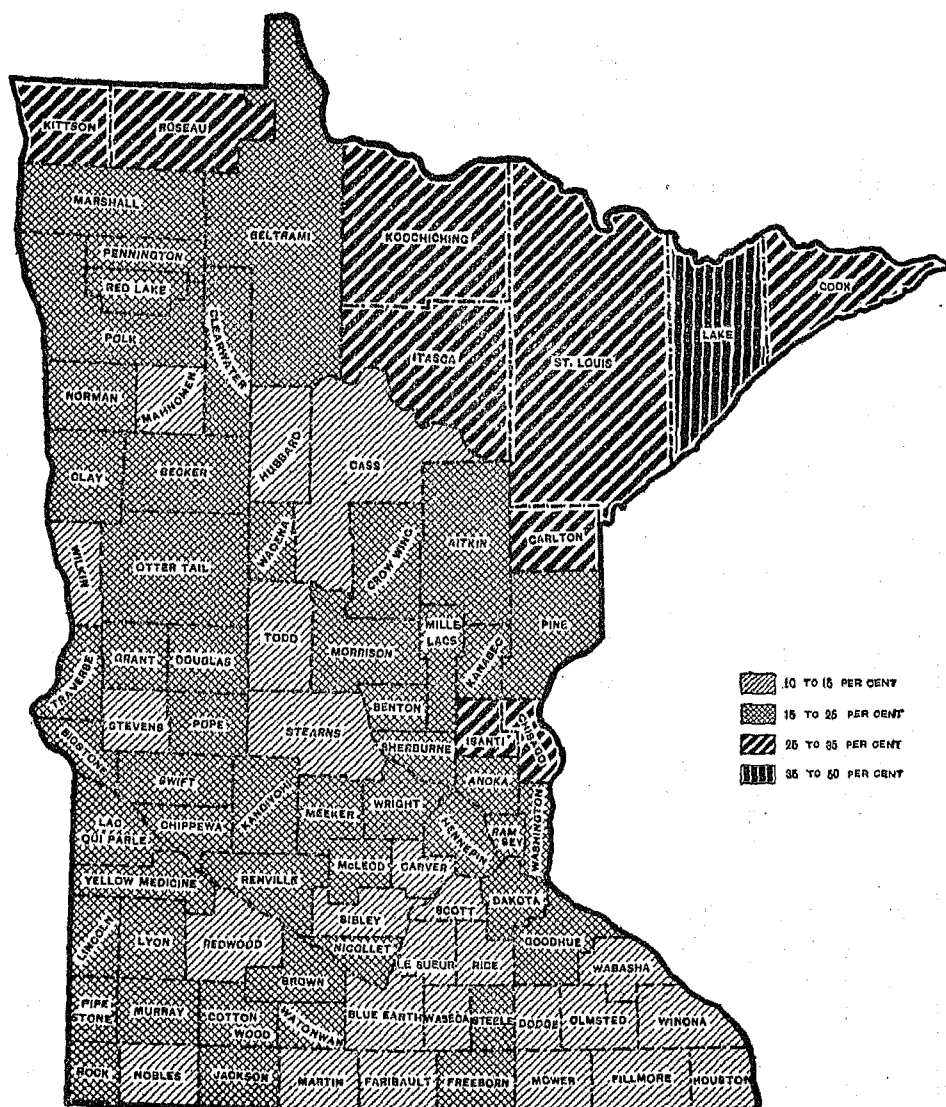 KITTSON
ROSEAU
MARSHALL
BELTRAMI
KOOCHICHING
PENNINGTON
RED LAKE
COOK
POLK
CLEARWATER
ITASCA
ST. LOUIS
LAKE
NORMAN
MAHNOMEN
HUBBARD
CASS
CLAY
BECKER
WADENA
CROW WING
AITKIN
CARLTON
WILKIN
OTTER TAIL
TODD
MORRISON
MILLE
LACS
KANABEC
PINE
TRAVERSE
GRANT
DOUGLAS
BENTON
STEVENS
POPE
STEARNS
SHERBURNE
ISANTI
CHISAGO
BIGSTONE
SWIFT
KANDIYOHI
MEEKER
WRIGHT
ANOKA
HENNEPIN
RAM
SEY
WASHINGTON
LAC
QUI PARLE
CHIPPEWA
YELLOW MEDICINE
RENVILLE
McLEOD
CARVER
DAKOTA
SIBLEY
SCOTT
LINCOLN
LYON
REDWOOD
NICOLLET
LE SUEUR
RICE
GOODHUE
WABASHA
BROWN
PIPE
STONE
MURRAY
COTTON
WOOD
WATONWAN
BLUE EARTH
WASECA
STEELE
DODGE
OLMSTED
WINONA
ROCK
NOBLES
JACKSON
MARTIN
FARIBAULT
FREEBORN
MOWER
FILLMORE
HOUSTON
10 TO 15 PER CENT
15 TO 25 PER CENT
25 TO 35 PER CENT
35 TO 50 PER CENT